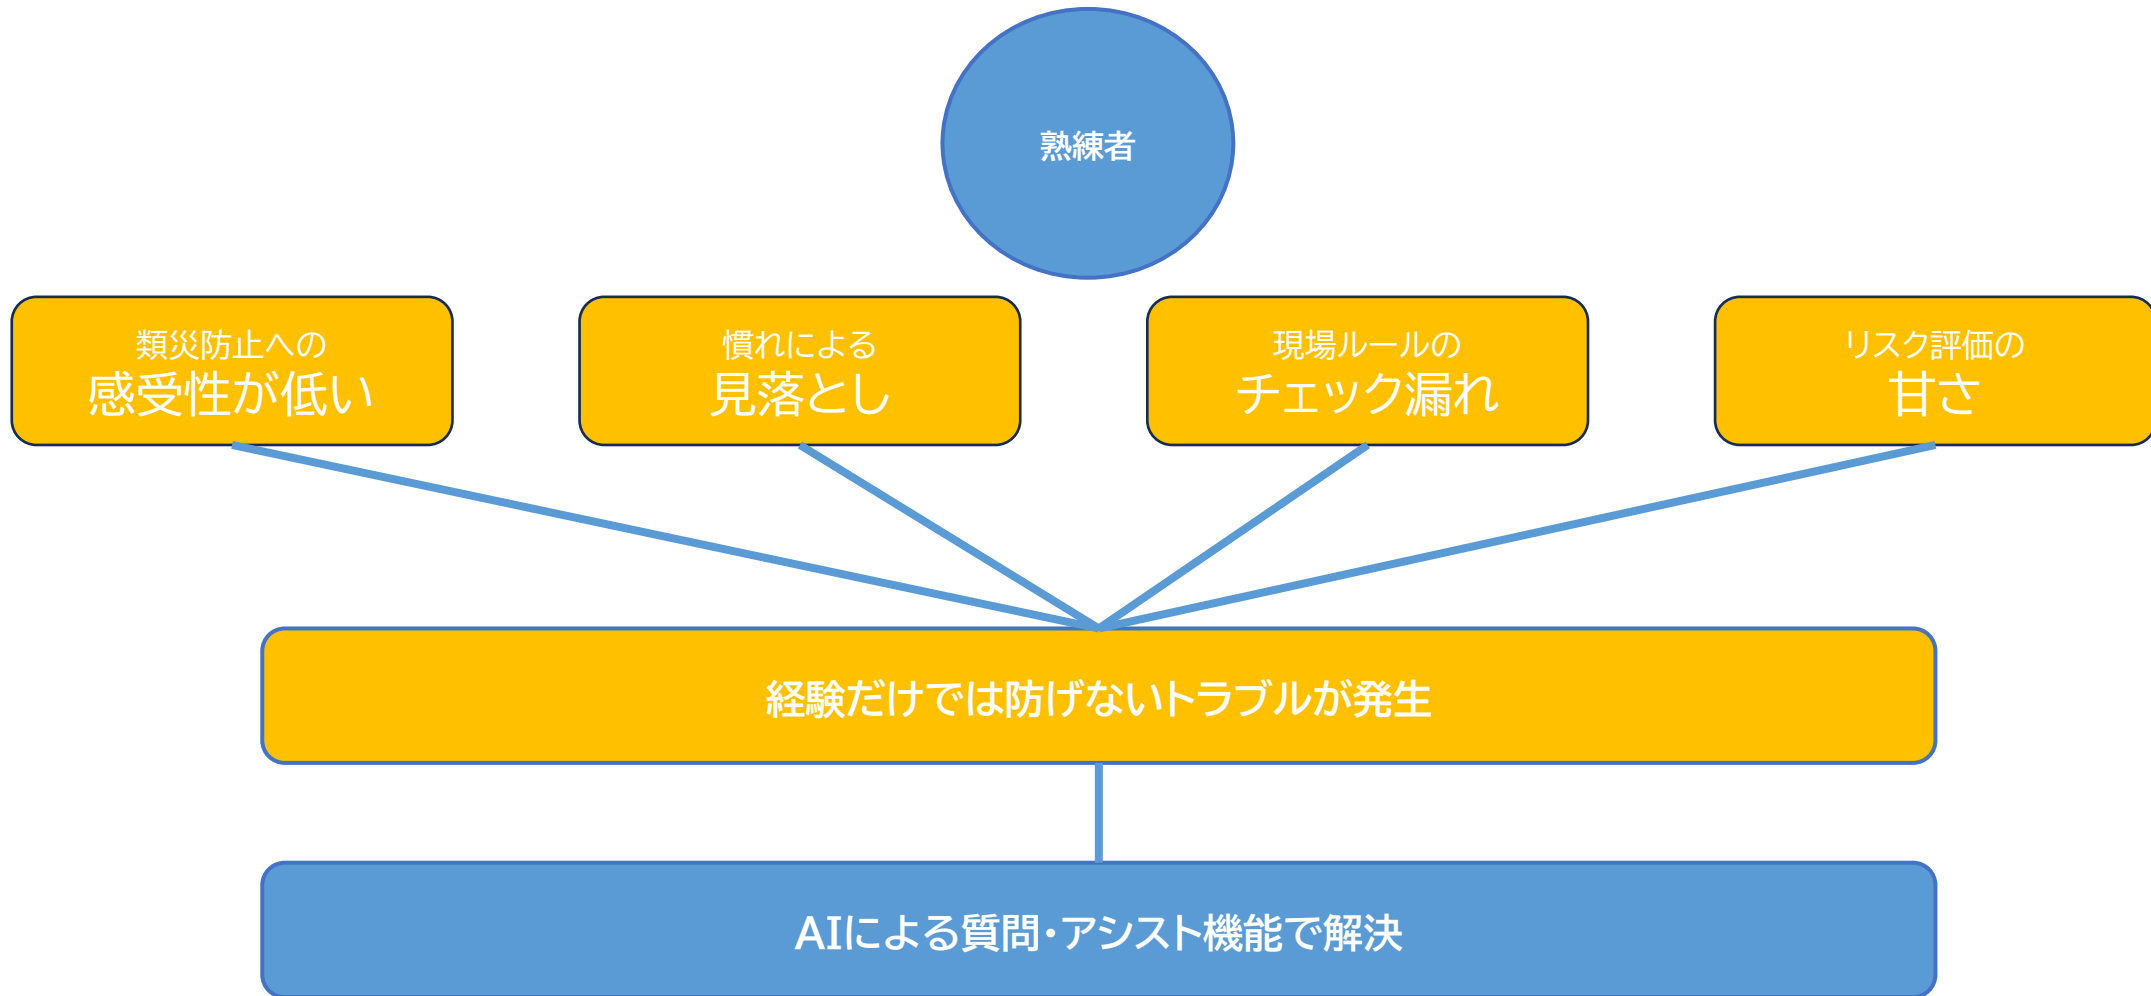 熟練者
類災防止への
感受性が低い
慣れによる
見落とし
現場ルールの
チェック漏れ
リスク評価の
甘さ
経験だけでは防げないトラブルが発生
AIによる質問・アシスト機能で解決